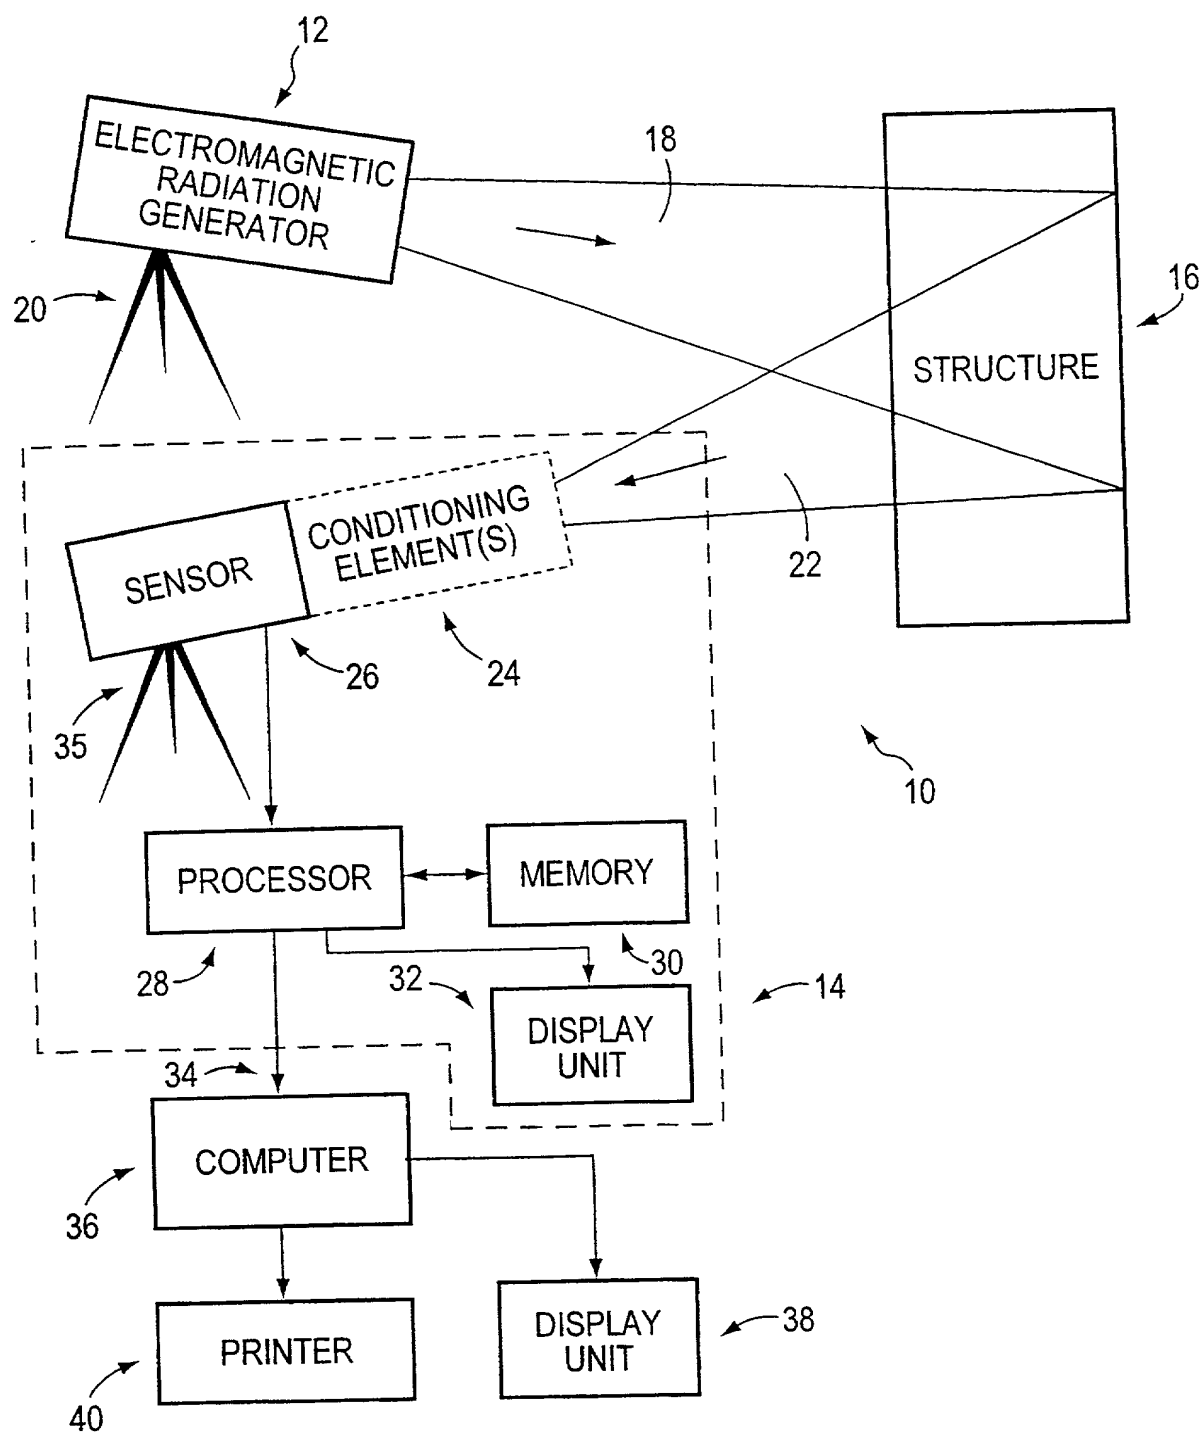 12
ELECTROMAGNETIC
RADIATION
GENERATOR
18
20
16
STRUCTURE
CONDITIONING
ELEMENT(S)
SENSOR
22
26
24
35
10
PROCESSOR
MEMORY
28
32
30
14
DISPLAY
UNIT
34
COMPUTER
36
DISPLAY
UNIT
38
PRINTER
40